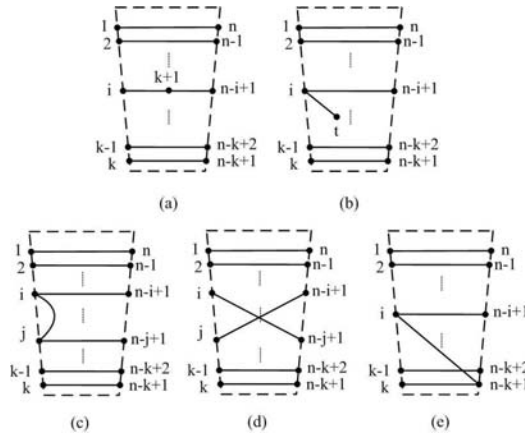 1 n
2 n-1
k+1
i n-i+1
k-1 n-k+2
k n-k+1
(a)
1 n
2 n-1
i n-i+1
t
k-1 n-k+2
k n-k+1
(b)
1 n
2 n-1
i n-i+1
j n-j+1
k-1 n-k+2
k n-k+1
(c)
1 n
2 n-1
i n-i+1
j n-j+1
k-1 n-k+2
k n-k+1
(d)
1 n
2 n-1
i n-i+1
k-1 n-k+2
k n-k+1
(e)